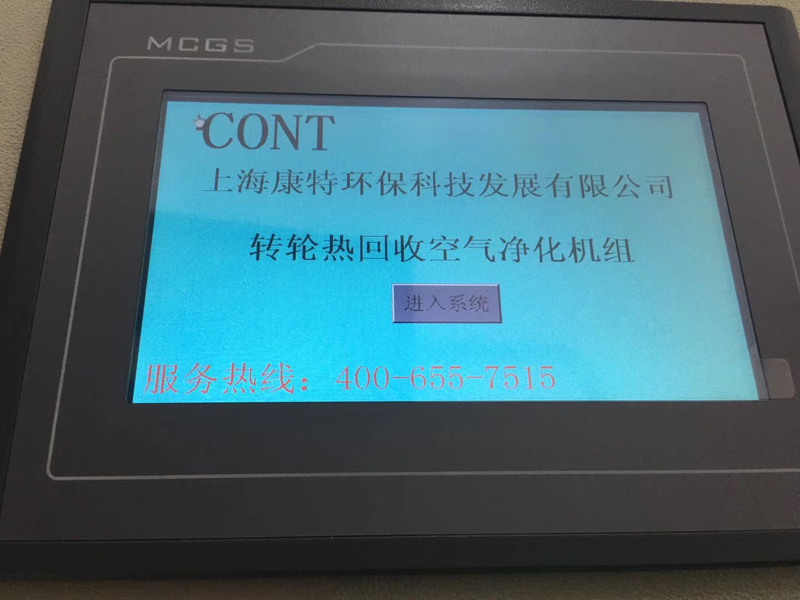 MCGS
CONT
上海康特环保科技发展有限公司
转轮热回收空气净化机组
进入系统
服务热线：400-655-7515